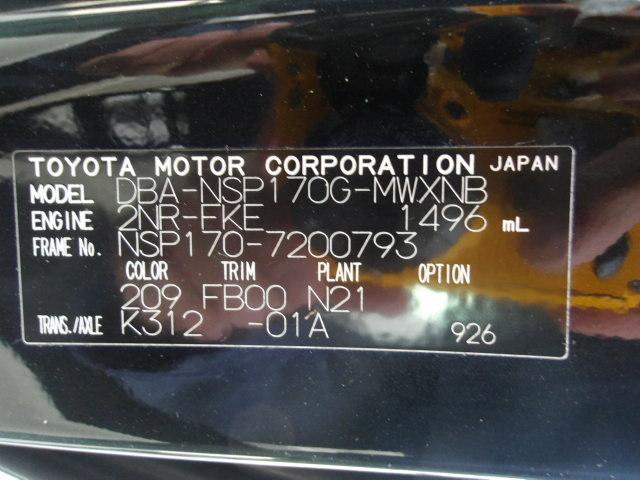 TOYOTA MOTOR CORPORATION JAPAN
MODEL DBA-NSP170G-MWXNB
ENGINE 2NR-FKE 1496 mL
FRAME No. NSP170-7200793
COLOR TRIM PLANT OPTION
209 FB00 N21
TRANS./AXLE K312 -01A 926